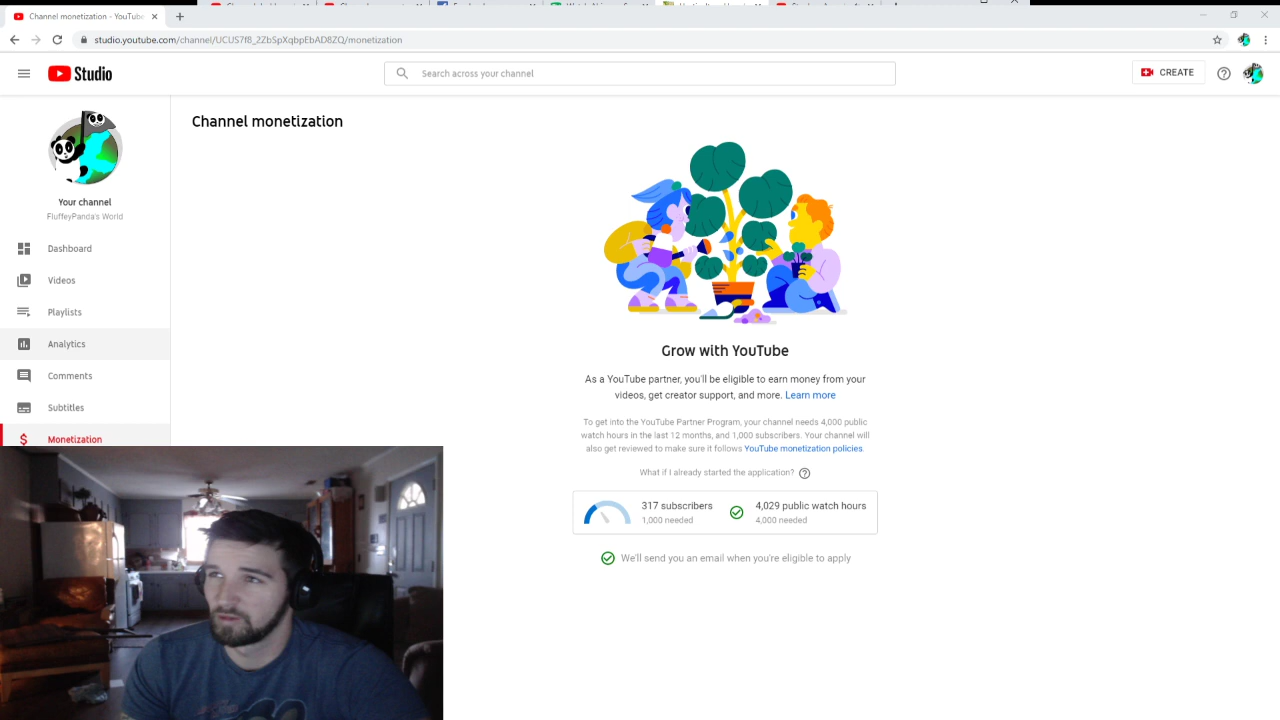 Channel monetization - YouTube
studio.youtube.com/channel/UCUS7f8_2ZbSpXqbpEbAD8ZQ/monetization
Studio
Search across your channel
CREATE
Channel monetization
Your channel
FluffeyPanda's World
Dashboard
Videos
Playlists
Analytics
Comments
Subtitles
Monetization
Grow with YouTube
As a YouTube partner, you'll be eligible to earn money from your
videos, get creator support, and more. Learn more
To get into the YouTube Partner Program, your channel needs 4,000 public
watch hours in the last 12 months, and 1,000 subscribers. Your channel will
also get reviewed to make sure it follows YouTube monetization policies.
What if I already started the application?
317 subscribers
1,000 needed
4,029 public watch hours
4,000 needed
We'll send you an email when you're eligible to apply